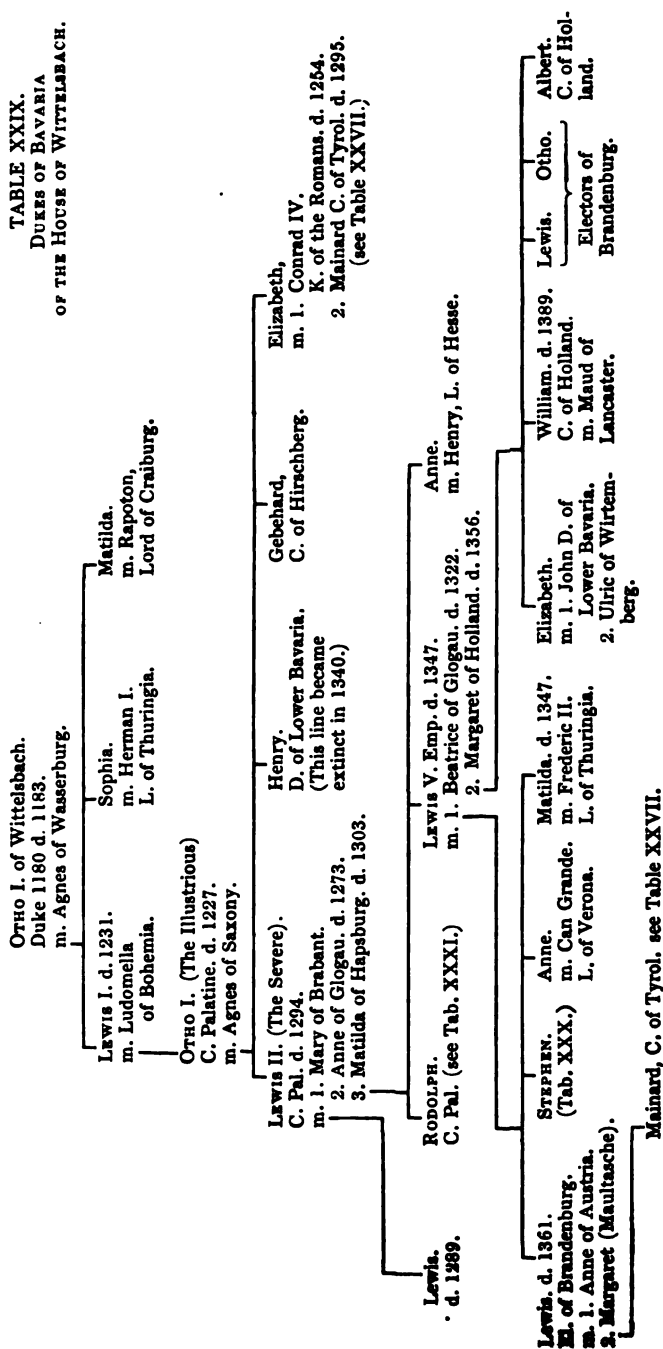 TABLE XXIX.
DUKES OF BAVARIA
OF THE HOUSE OF WITTELSBACH.
OTHO I. of Wittelsbach.
Duke 1180 d. 1183.
m. Agnes of Wasserburg.
LEWIS I. d. 1231.
m. Ludomella
of Bohemia.
Sophia.
m. Herman I.
L. of Thuringia.
Matilda.
m. Rapoton,
Lord of Craiburg.
OTHO I. (The Illustrious)
C. Palatine. d. 1227.
m. Agnes of Saxony.
LEWIS II. (The Severe).
C. Pal. d. 1294.
m. 1. Mary of Brabant.
2. Anne of Glogau. d. 1273.
3. Matilda of Hapsburg. d. 1303.
Henry.
D. of Lower Bavaria.
(This line became
extinct in 1340.)
Gebehard,
C. of Hirschberg.
Elizabeth,
m. 1. Conrad IV.
K. of the Romans. d. 1254.
2. Mainard C. of Tyrol. d. 1295.
(see Table XXVII.)
Lewis.
d. 1289.
RODOLPH.
C. Pal. (see Tab. XXXI.)
LEWIS V. Emp. d. 1347.
m. 1. Beatrice of Glogau. d. 1322.
2. Margaret of Holland. d. 1356.
Anne.
m. Henry, L. of Hesse.
Lewis. d. 1361.
El. of Brandenburg.
m. 1. Anne of Austria.
2. Margaret (Maultasche).
STEPHEN.
(Tab. XXX.)
Anne.
m. Can Grande.
L. of Verona.
Matilda. d. 1347.
m. Frederic II.
L. of Thuringia.
Elizabeth.
m. 1. John D. of
Lower Bavaria.
2. Ulric of Wirtem-
berg.
William. d. 1389.
C. of Holland.
m. Maud of
Lancaster.
Lewis. Otho.
Electors of
Brandenburg.
Albert.
C. of Hol-
land.
Mainard, C. of Tyrol. see Table XXVII.